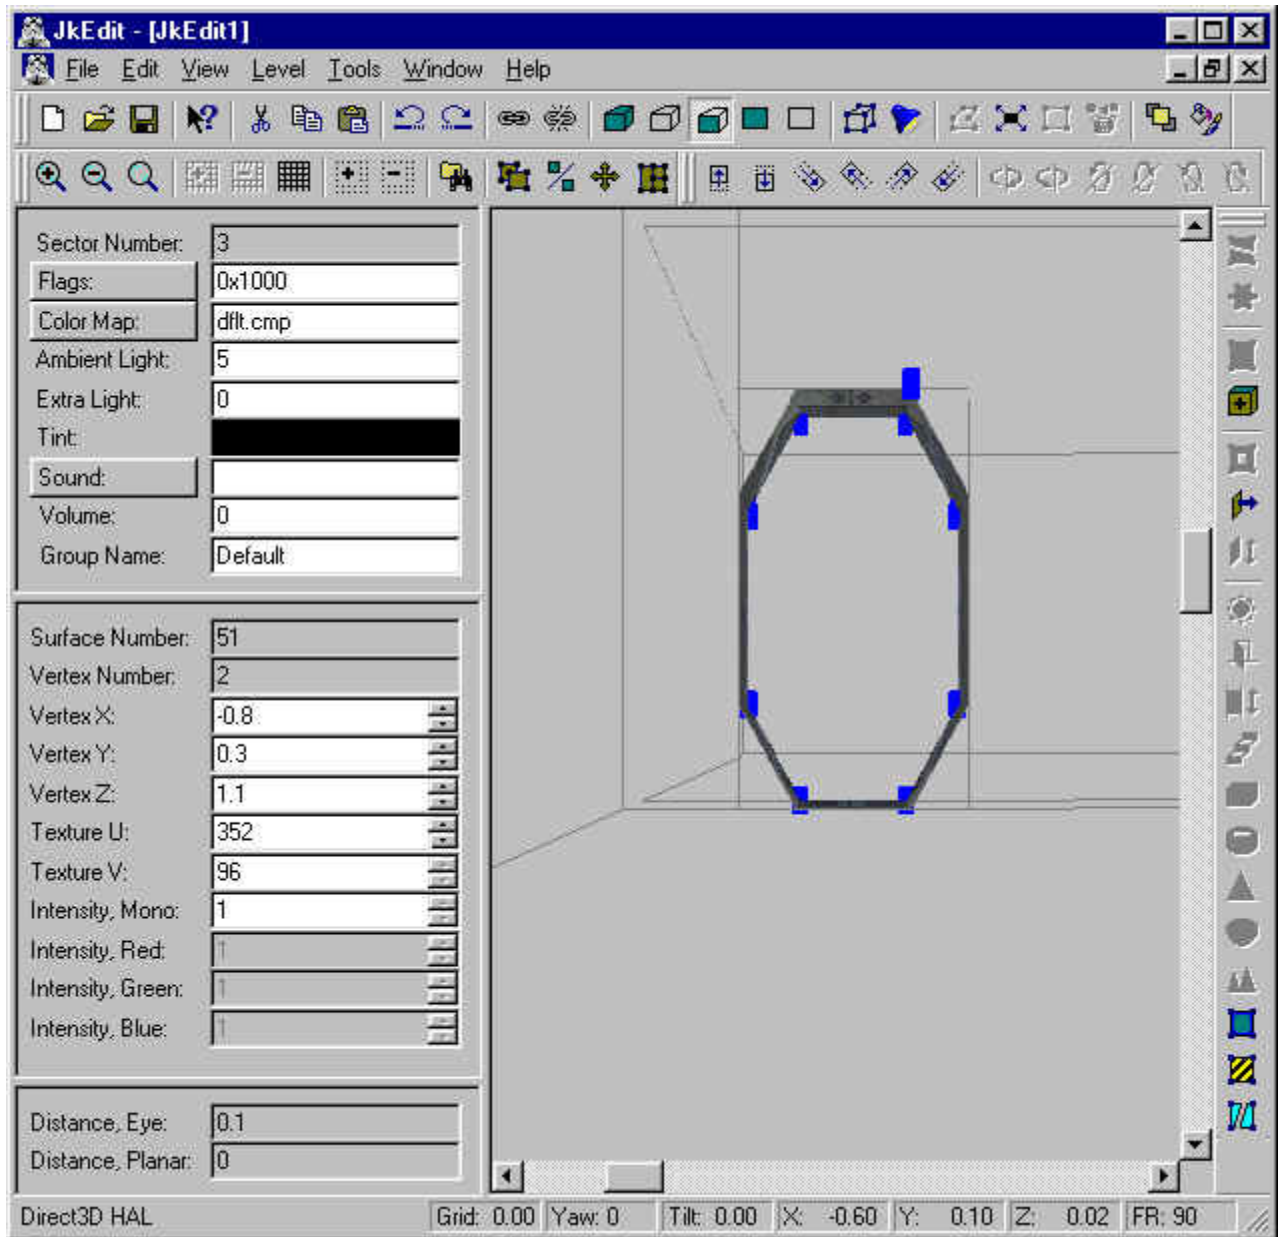 JkEdit - [JkEdit1]
File Edit View Level Tools Window Help
Sector Number: 3
Flags: 0x1000
Color Map: dflt.cmp
Ambient Light: 5
Extra Light: 0
Tint:
Sound:
Volume: 0
Group Name: Default
Surface Number: 51
Vertex Number: 2
Vertex X: -0.8
Vertex Y: 0.3
Vertex Z: 1.1
Texture U: 352
Texture V: 96
Intensity, Mono: 1
Intensity, Red: 1
Intensity, Green: 1
Intensity, Blue: 1
Distance, Eye: 0.1
Distance, Planar: 0
Direct3D HAL Grid: 0.00 Yaw: 0 Tilt: 0.00 X: -0.60 Y: 0.10 Z: 0.02 FR: 90